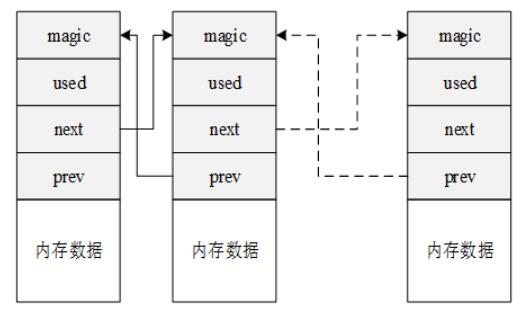 magic magic magic
used used used
next next next
prev prev prev
内存数据 内存数据 内存数据